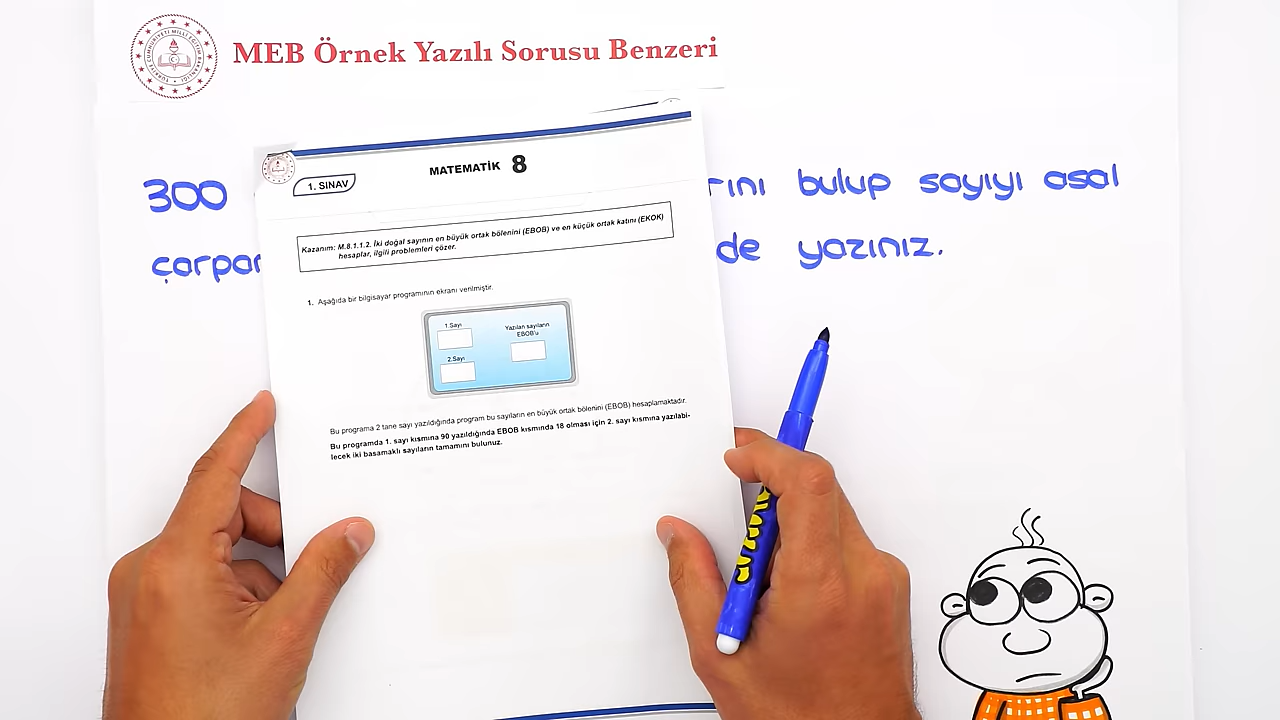 MEB Örnek Yazılı Sorusu Benzeri
MATEMATİK 8
1. SINAV
300 rını bulup sayıyı asal
çarpar de yazınız.
Kazanım: M.8.1.1.2. İki doğal sayının en büyük ortak bölenini (EBOB) ve en küçük ortak katını (EKOK)
hesaplar, ilgili problemleri çözer.
1. Aşağıda bir bilgisayar programının ekranı verilmiştir.
1.Sayı
Yazılan sayıların
EBOB'u
2.Sayı
Bu programa 2 tane sayı yazıldığında program bu sayıların en büyük ortak bölenini (EBOB) hesaplamaktadır.
Bu programda 1. sayı kısmına 90 yazıldığında EBOB kısmında 18 olması için 2. sayı kısmına yazılabi-
lecek iki basamaklı sayıların tamamını bulunuz.